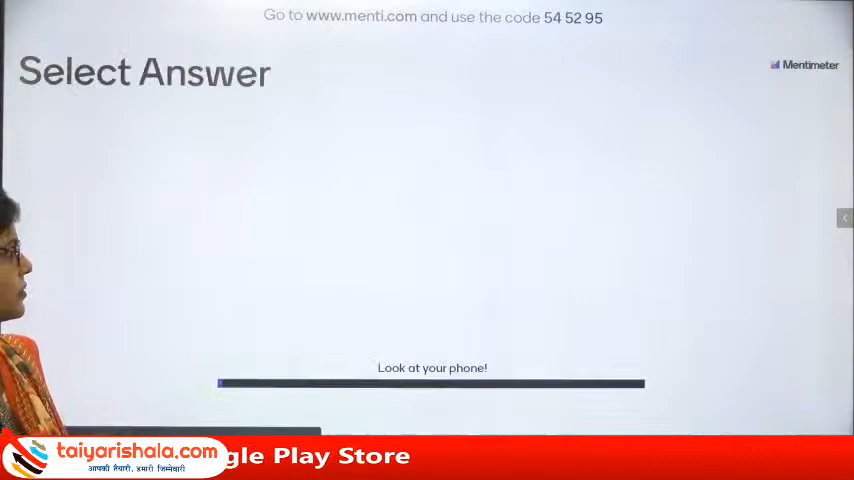 Go to www.menti.com and use the code 54 52 95
Select Answer
Mentimeter
Look at your phone!
taiyarishala.com
आपकी तैयारी, हमारी जिम्मेदारी
gle Play Store